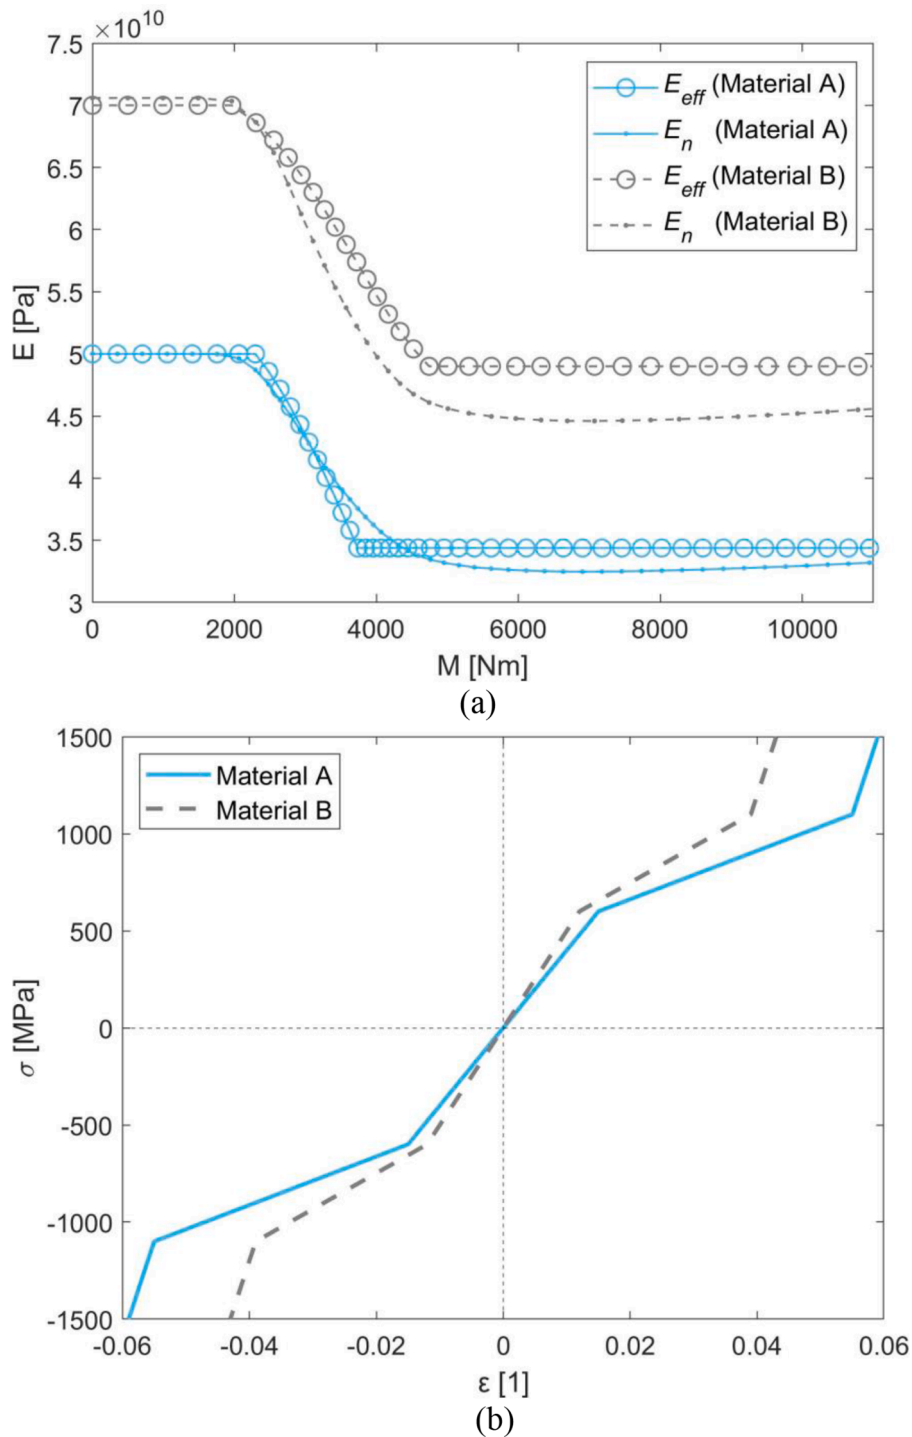 ×10¹⁰
7.5
7
6.5
6
5.5
5
4.5
4
3.5
3
E [Pa]
E_eff (Material A)
E_n (Material A)
E_eff (Material B)
E_n (Material B)
0 2000 4000 6000 8000 10000
M [Nm]
(a)
1500
1000
500
0
-500
-1000
-1500
σ [MPa]
Material A
Material B
-0.06 -0.04 -0.02 0 0.02 0.04 0.06
ε [1]
(b)